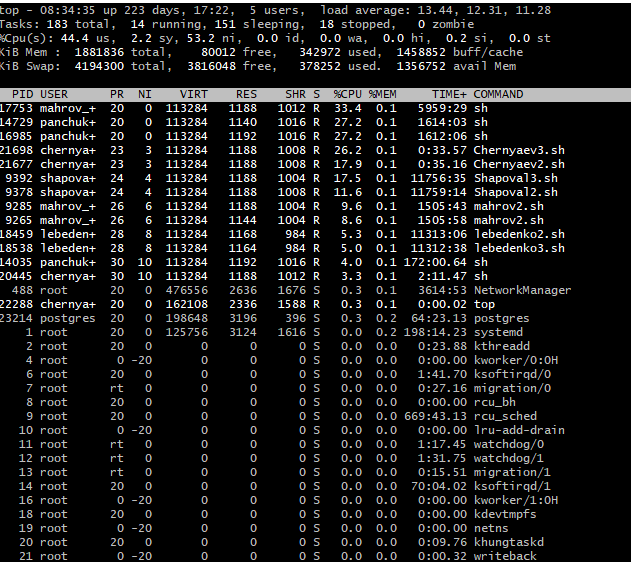 top - 08:34:35 up 223 days, 17:22,  5 users,  load average: 13.44, 12.31, 11.28
Tasks: 183 total,  14 running, 151 sleeping,  18 stopped,   0 zombie
%Cpu(s): 44.4 us,  2.2 sy, 53.2 ni,  0.0 id,  0.0 wa,  0.0 hi,  0.2 si,  0.0 st
KiB Mem :  1881836 total,    80012 free,   342972 used,  1458852 buff/cache
KiB Swap:  4194300 total,  3816048 free,   378252 used.  1356752 avail Mem
PID USER      PR  NI    VIRT    RES    SHR S  %CPU %MEM     TIME+ COMMAND
17753 mahrov_+  20   0  113284   1188   1012 R  33.4  0.1   5959:29 sh
14729 panchuk+  20   0  113284   1140   1016 R  27.2  0.1   1614:03 sh
16985 panchuk+  20   0  113284   1192   1016 R  27.2  0.1   1612:06 sh
21698 chernya+  23   3  113284   1188   1008 R  26.2  0.1   0:33.57 Chernyaev3.sh
21677 chernya+  23   3  113284   1188   1008 R  17.9  0.1   0:35.16 Chernyaev2.sh
9392 shapova+  24   4  113284   1188   1004 R  17.5  0.1  11756:35 Shapoval3.sh
9378 shapova+  24   4  113284   1188   1008 R  11.6  0.1  11759:14 Shapoval2.sh
9285 mahrov_+  26   6  113284   1188   1004 R   9.6  0.1   1505:43 mahrov2.sh
9265 mahrov_+  26   6  113284   1144   1004 R   8.6  0.1   1505:58 mahrov2.sh
18459 lebeden+  28   8  113284   1168    984 R   5.3  0.1  11313:06 lebedenko2.sh
18538 lebeden+  28   8  113284   1164    984 R   5.0  0.1  11312:38 lebedenko3.sh
14035 panchuk+  30  10  113284   1192   1016 R   4.0  0.1 172:00.64 sh
20445 chernya+  30  10  113284   1188   1012 R   3.3  0.1   2:11.47 sh
488 root      20   0  476556   2636   1676 S   0.3  0.1   3614:53 NetworkManager
22288 chernya+  20   0  162108   2336   1588 R   0.3  0.1   0:00.02 top
23214 postgres  20   0  198648   3196    396 S   0.3  0.2  64:23.13 postgres
1 root      20   0  125756   3124   1616 S   0.0  0.2 198:14.23 systemd
2 root      20   0       0      0      0 S   0.0  0.0   0:23.88 kthreadd
4 root       0 -20       0      0      0 S   0.0  0.0   0:00.00 kworker/0:0H
6 root      20   0       0      0      0 S   0.0  0.0   1:41.70 ksoftirqd/0
7 root      rt   0       0      0      0 S   0.0  0.0   0:27.16 migration/0
8 root      20   0       0      0      0 S   0.0  0.0   0:00.00 rcu_bh
9 root      20   0       0      0      0 S   0.0  0.0 669:43.13 rcu_sched
10 root       0 -20       0      0      0 S   0.0  0.0   0:00.00 lru-add-drain
11 root      rt   0       0      0      0 S   0.0  0.0   1:17.45 watchdog/0
12 root      rt   0       0      0      0 S   0.0  0.0   1:31.75 watchdog/1
13 root      rt   0       0      0      0 S   0.0  0.0   0:15.51 migration/1
14 root      20   0       0      0      0 S   0.0  0.0  70:04.02 ksoftirqd/1
16 root       0 -20       0      0      0 S   0.0  0.0   0:00.00 kworker/1:0H
18 root      20   0       0      0      0 S   0.0  0.0   0:00.00 kdevtmpfs
19 root       0 -20       0      0      0 S   0.0  0.0   0:00.00 netns
20 root      20   0       0      0      0 S   0.0  0.0   0:09.76 khungtaskd
21 root       0 -20       0      0      0 S   0.0  0.0   0:00.32 writeback